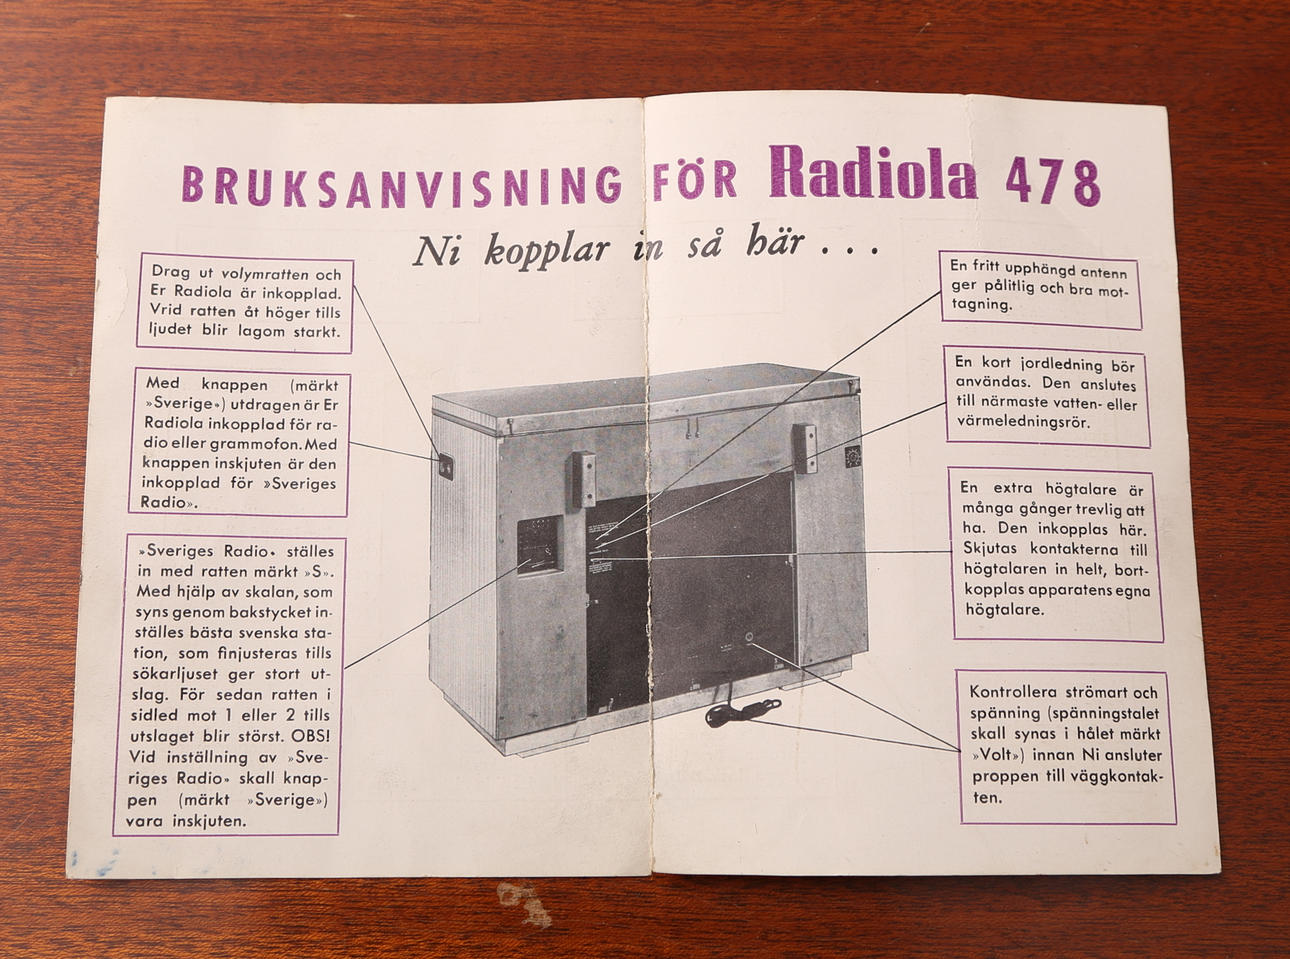 BRUKSANVISNING FÖR Radiola 478
Ni kopplar in så här . . .
Drag ut volymratten och
Er Radiola är inkopplad.
Vrid ratten åt höger tills
ljudet blir lagom starkt.
Med knappen (märkt
»Sverige») utdragen är Er
Radiola inkopplad för ra-
dio eller grammofon. Med
knappen inskjuten är den
inkopplad för »Sveriges
Radio».
»Sveriges Radio» ställes
in med ratten märkt »S».
Med hjälp av skalan, som
syns genom bakstycket in-
ställes bästa svenska sta-
tion, som finjusteras tills
sökarljuset ger stort ut-
slag. För sedan ratten i
sidled mot 1 eller 2 tills
utslaget blir störst. OBS!
Vid inställning av »Sve-
riges Radio» skall knap-
pen (märkt »Sverige»)
vara inskjuten.
En fritt upphängd antenn
ger pålitlig och bra mot-
tagning.
En kort jordledning bör
användas. Den anslutes
till närmaste vatten- eller
värmeledningsrör.
En extra högtalare är
många gånger trevlig att
ha. Den inkopplas här.
Skjutas kontakterna till
högtalaren in helt, bort-
kopplas apparatens egna
högtalare.
Kontrollera strömart och
spänning (spänningstalet
skall synas i hålet märkt
»Volt») innan Ni ansluter
proppen till väggkontak-
ten.